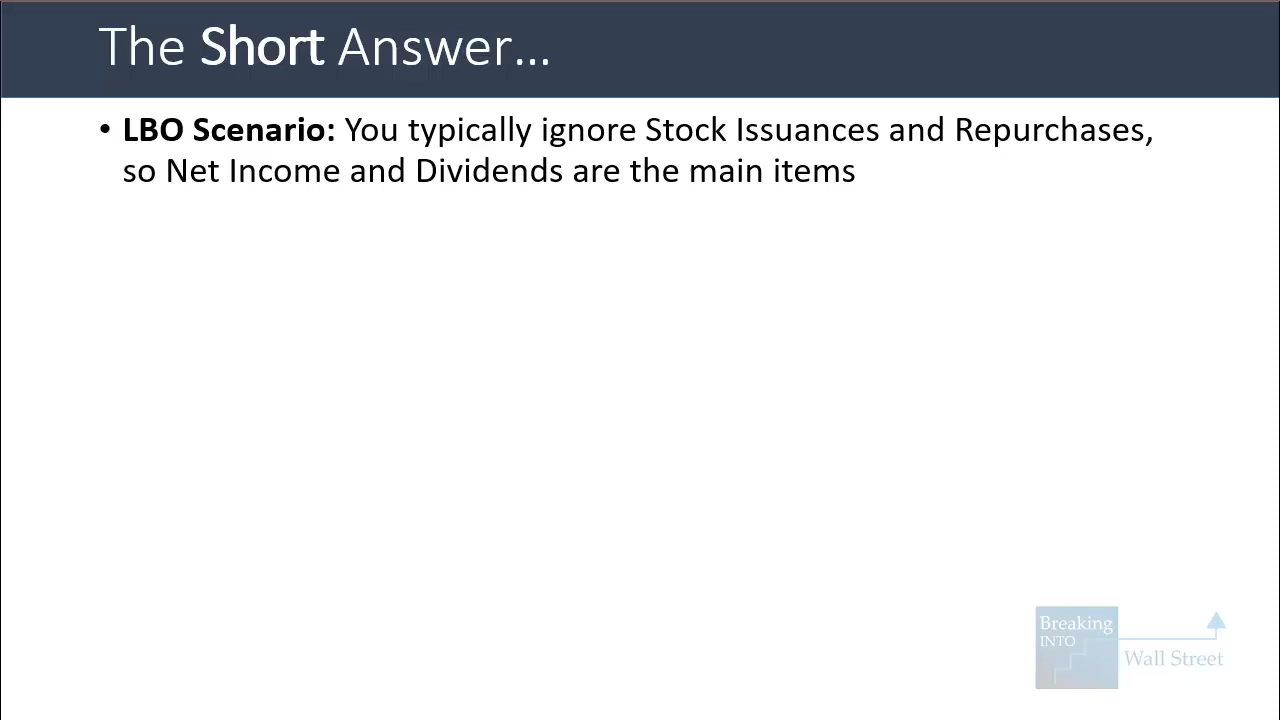 The Short Answer...
• LBO Scenario: You typically ignore Stock Issuances and Repurchases,
so Net Income and Dividends are the main items
Breaking
INTO
Wall Street